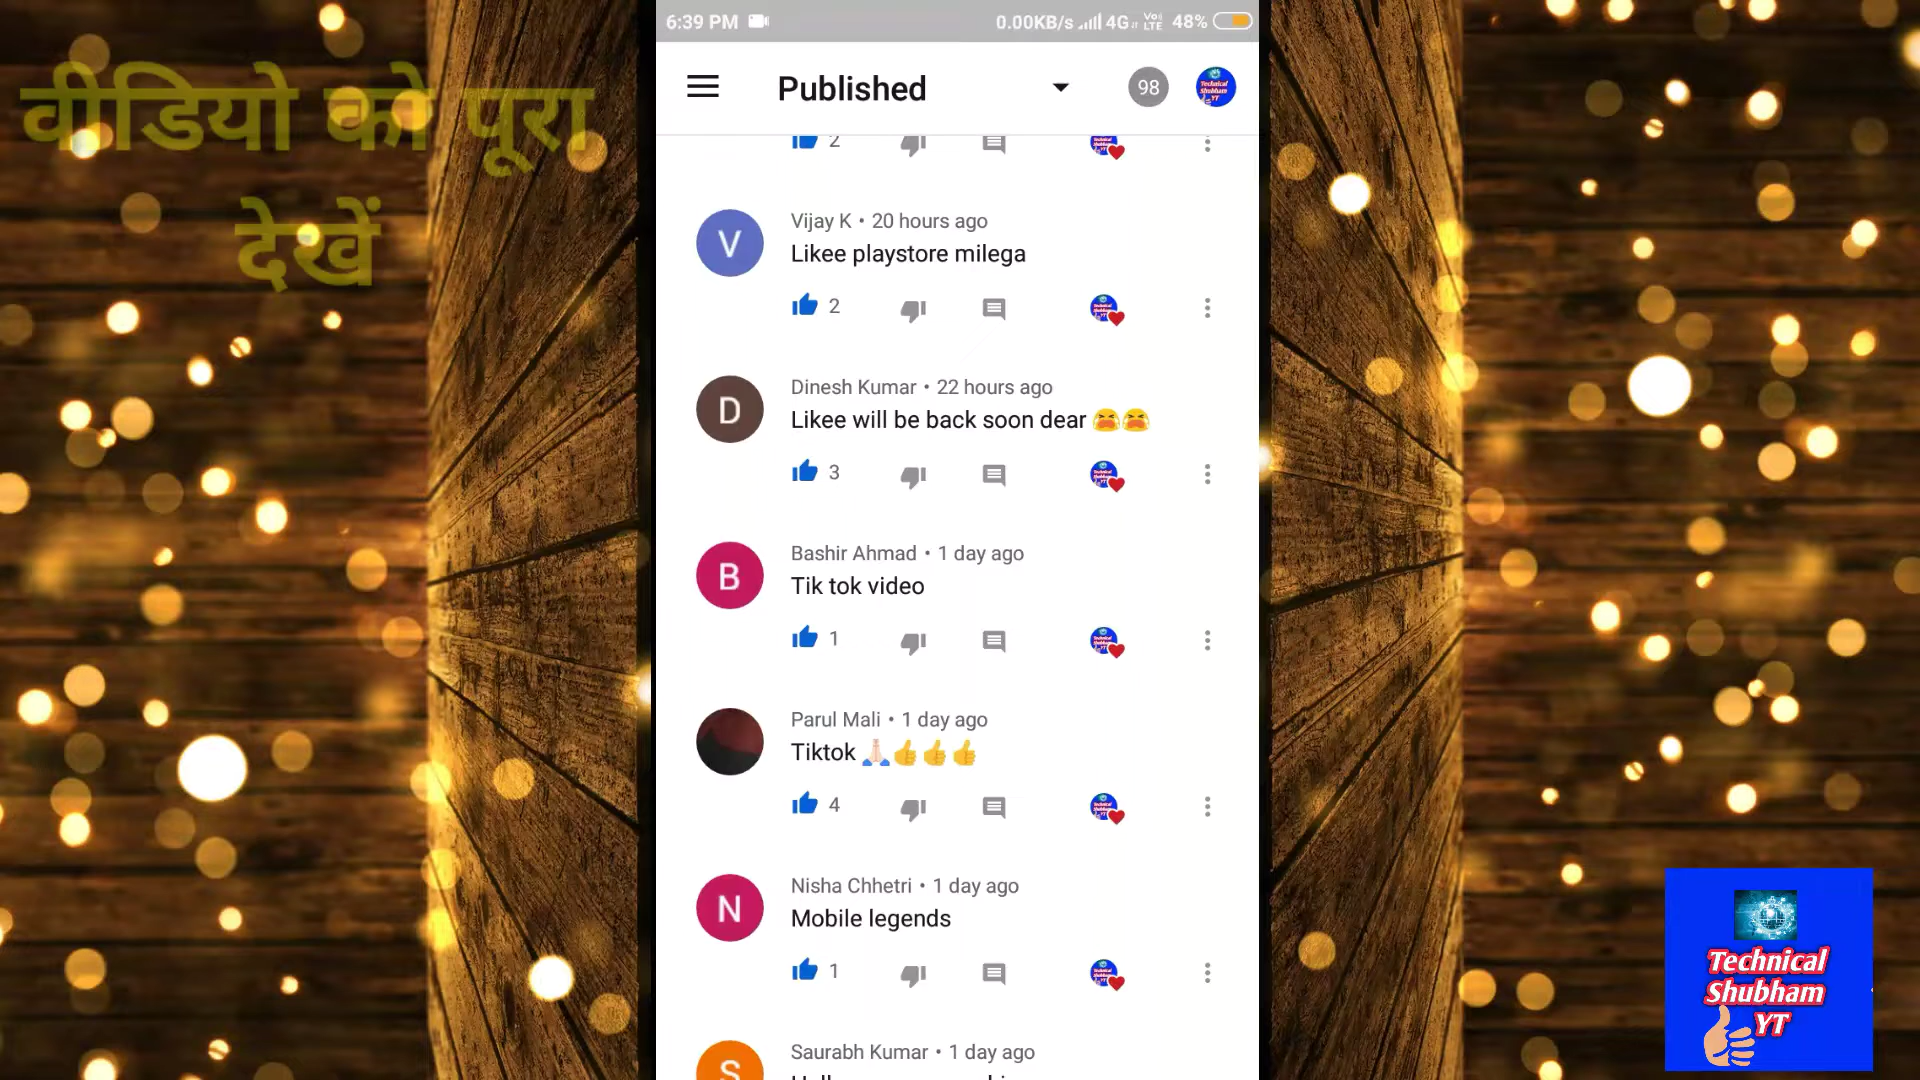 वीडियो को पूरा
देखें
6:39 PM
0.00KB/s 4G Vo LTE 48%
Published
98
2
V
Vijay K • 20 hours ago
Likee playstore milega
2
D
Dinesh Kumar • 22 hours ago
Likee will be back soon dear 😫😫
3
B
Bashir Ahmad • 1 day ago
Tik tok video
1
Parul Mali • 1 day ago
Tiktok 🙏🏻👍👍👍
4
N
Nisha Chhetri • 1 day ago
Mobile legends
1
S
Saurabh Kumar • 1 day ago
Technical
Shubham
YT